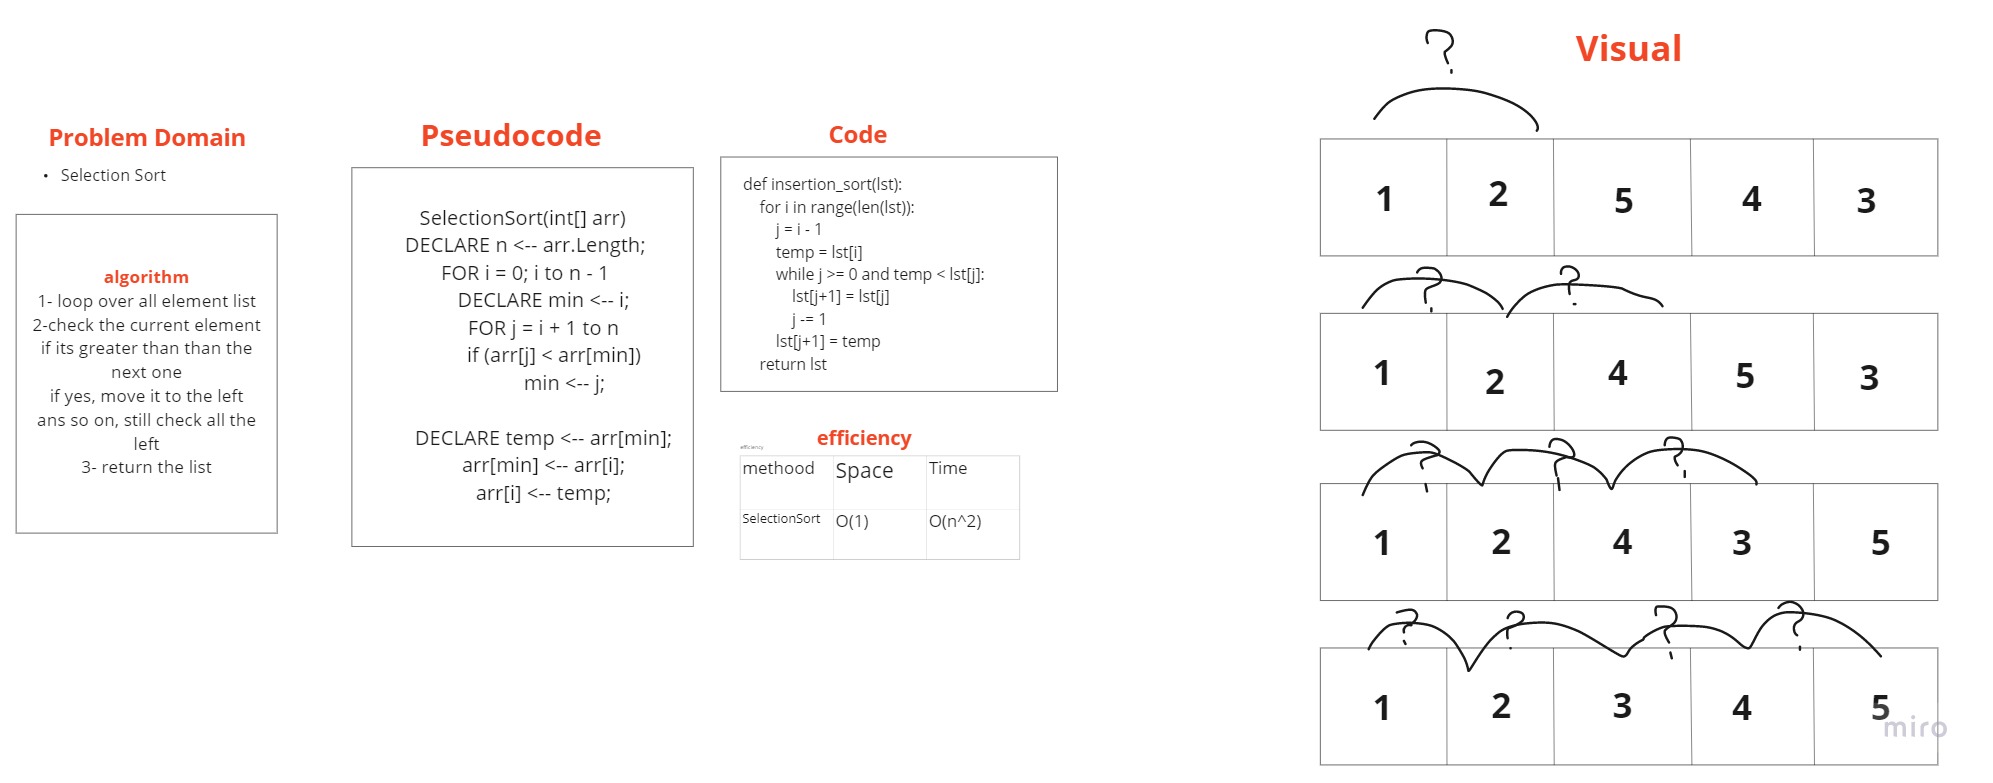 Problem Domain
• Selection Sort
algorithm
1- loop over all element list
2-check the current element
if its greater than than the
next one
if yes, move it to the left
ans so on, still check all the
left
3- return the list
Pseudocode
SelectionSort(int[] arr)
DECLARE n <-- arr.Length;
FOR i = 0; i to n - 1
DECLARE min <-- i;
FOR j = i + 1 to n
if (arr[j] < arr[min])
min <-- j;
DECLARE temp <-- arr[min];
arr[min] <-- arr[i];
arr[i] <-- temp;
Code
def insertion_sort(lst):
for i in range(len(lst)):
j = i - 1
temp = lst[i]
while j >= 0 and temp < lst[j]:
lst[j+1] = lst[j]
j -= 1
lst[j+1] = temp
return lst
efficiency
efficiency
methood Space Time
SelectionSort O(1) O(n^2)
Visual
?
1 2 5 4 3
? ?
1 2 4 5 3
? ? ?
1 2 4 3 5
? ? ? ?
1 2 3 4 5
miro